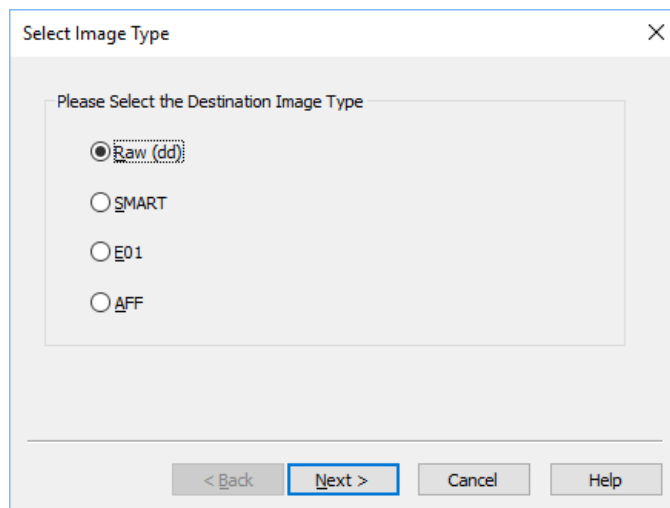 Select Image Type
Please Select the Destination Image Type
Raw (dd)
SMART
E01
AFF
< Back Next > Cancel Help